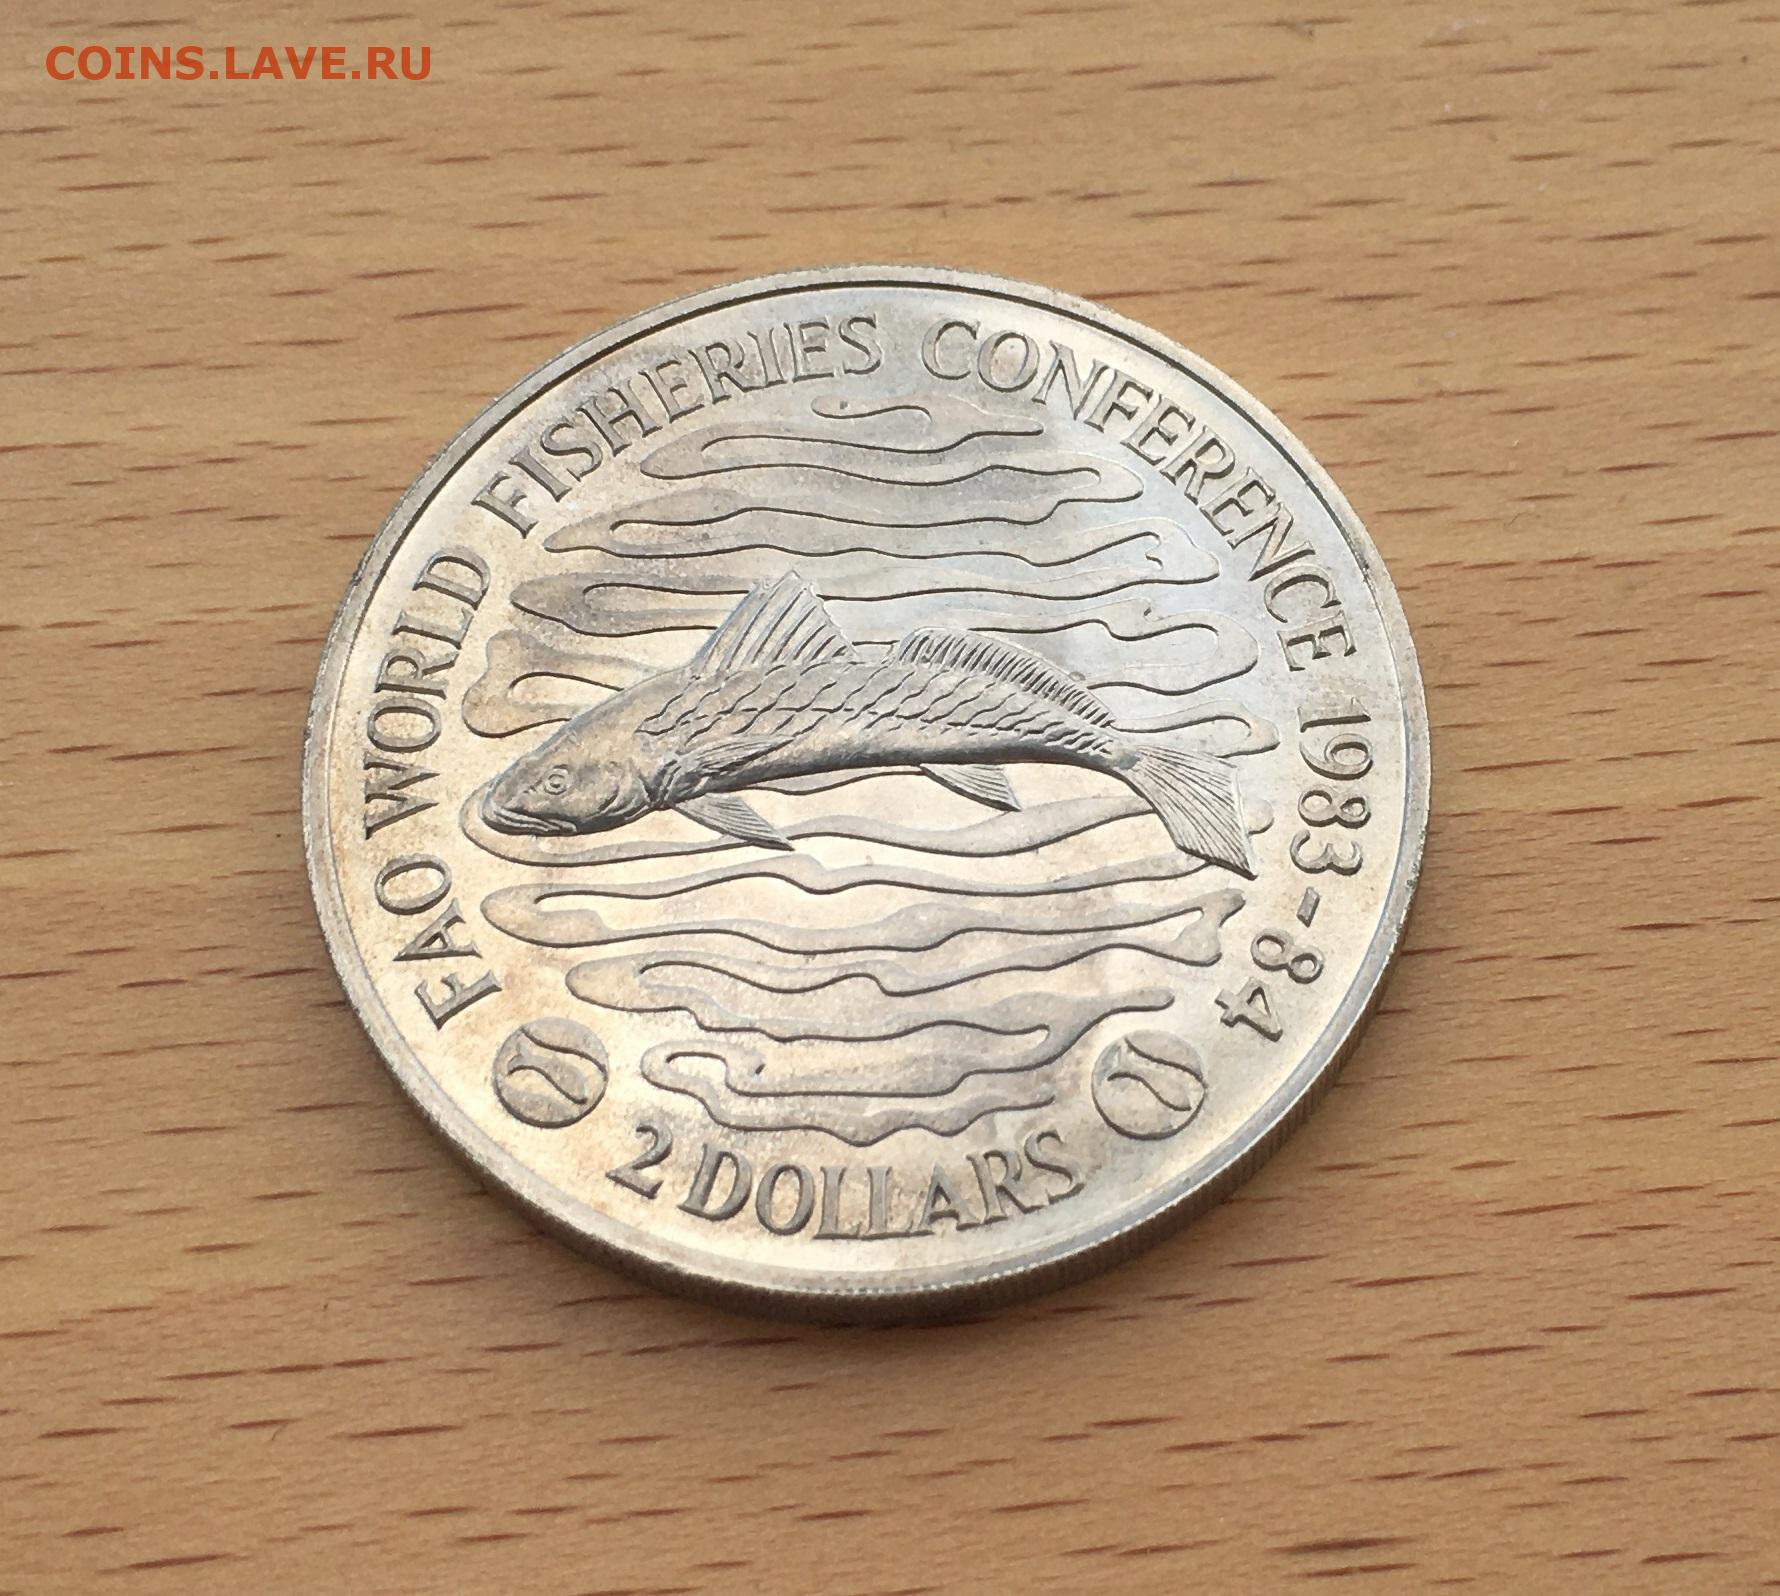 COINS.LAVE.RU
FAO WORLD FISHERIES CONFERENCE 1983-84
2 DOLLARS